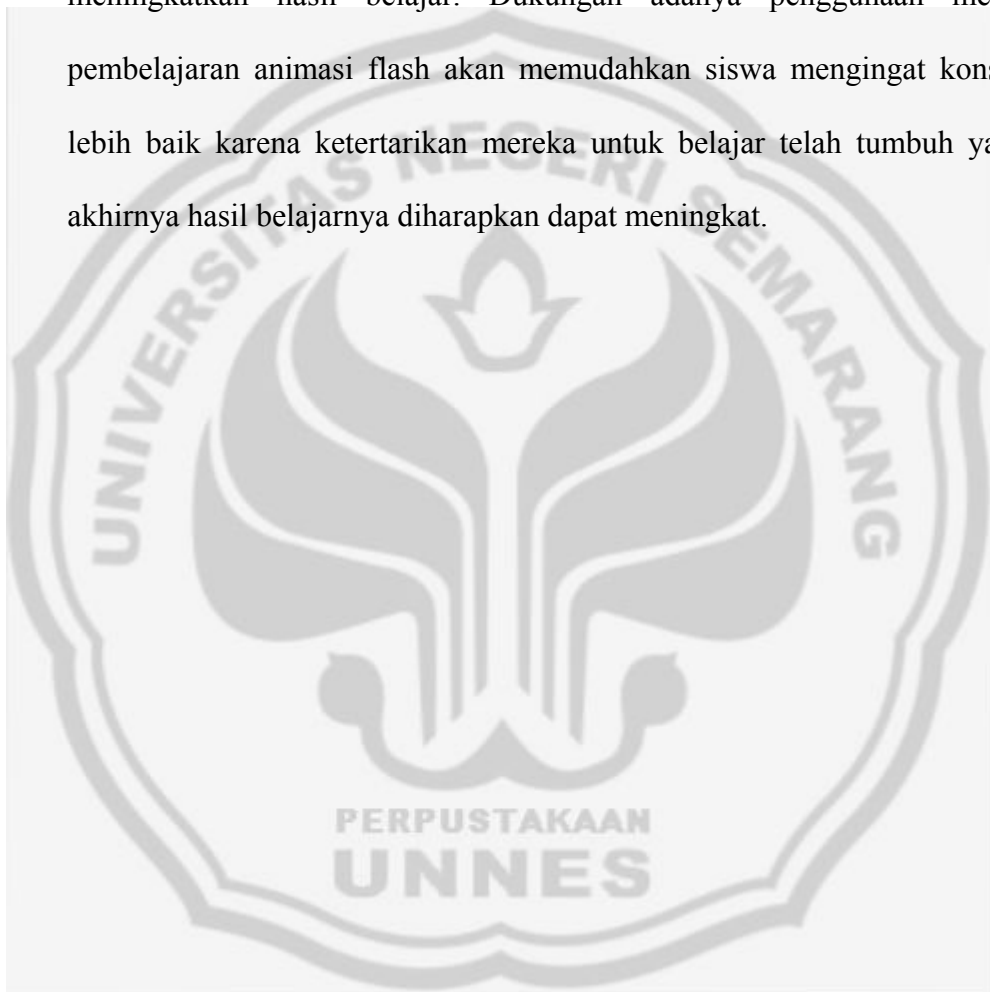 meningkatkan hasil belajar. Dukungan adanya penggunaan
pembelajaran animasi flash akan memudahkan siswa mengingat
lebih baik karena ketertarikan mereka untuk belajar telah tumbuh
akhirnya hasil belajarnya diharapkan dapat meningkat.
UNIVERSITAS NEGERI SEMARANG
PERPUSTAKAAN
UNNES